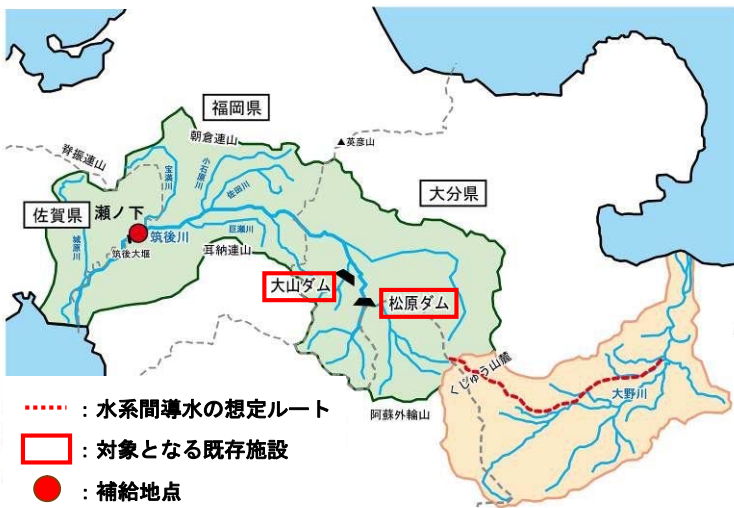 福岡県
朝倉連山
▲英彦山
脊振連山
宝満川
小石原川
佐田川
大分県
佐賀県
瀬ノ下
城原川
筑後川
巨瀬川
筑後大堰
耳納連山
大山ダム
松原ダム
くじゅう山麓
大野川
阿蘇外輪山
：水系間導水の想定ルート
：対象となる既存施設
：補給地点